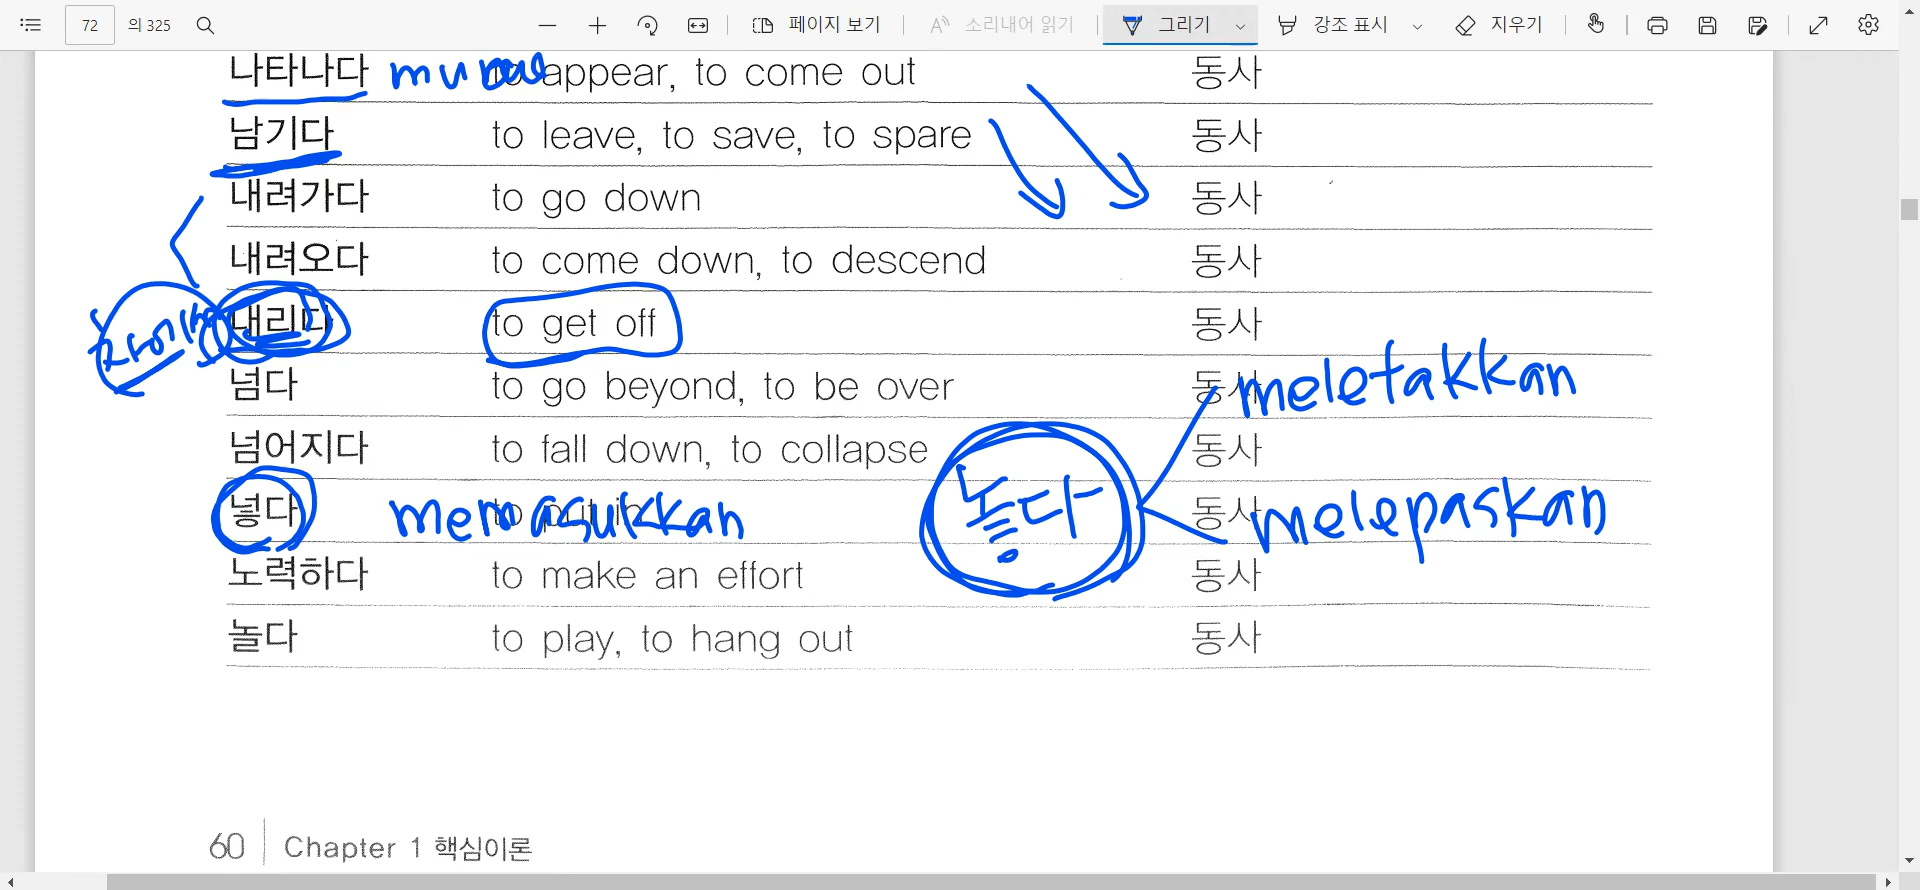 72 의 325 페이지 보기 소리내어 읽기 그리기 강조 표시 지우기
나타나다 appear, to come out 동사
남기다 to leave, to save, to spare 동사
내려가다 to go down 동사
내려오다 to come down, to descend 동사
내리다 to get off 동사
넘다 to go beyond, to be over 동사 meletakkan
넘어지다 to fall down, to collapse 동사
놓다
넣다 memasukkan to put in 동사 melepaskan
노력하다 to make an effort 동사
놀다 to play, to hang out 동사
60 Chapter 1 핵심이론